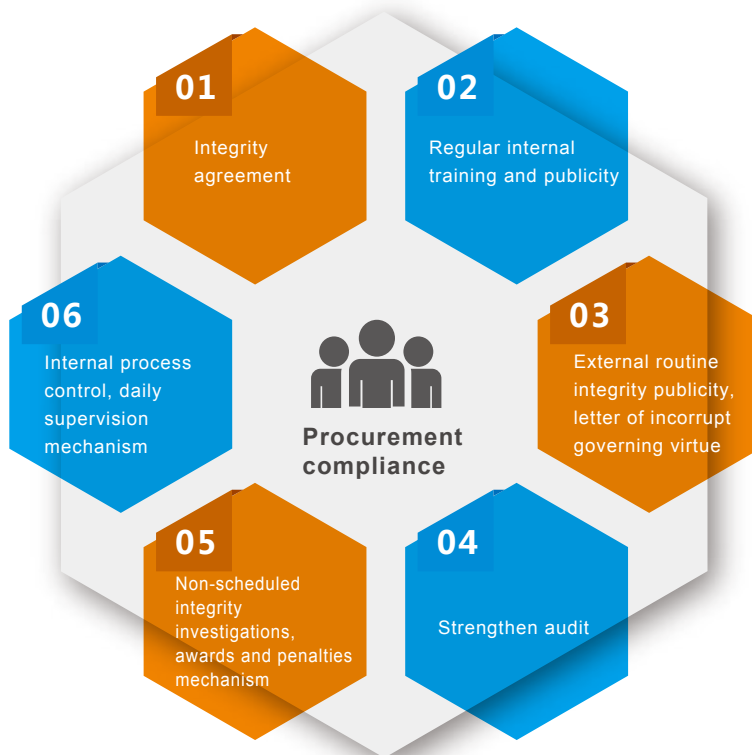 01
Integrity
agreement
02
Regular internal
training and publicity
03
External routine
integrity publicity,
letter of incorrupt
governing virtue
04
Strengthen audit
05
Non-scheduled
integrity
investigations,
awards and penalties
mechanism
06
Internal process
control, daily
supervision
mechanism
Procurement
compliance